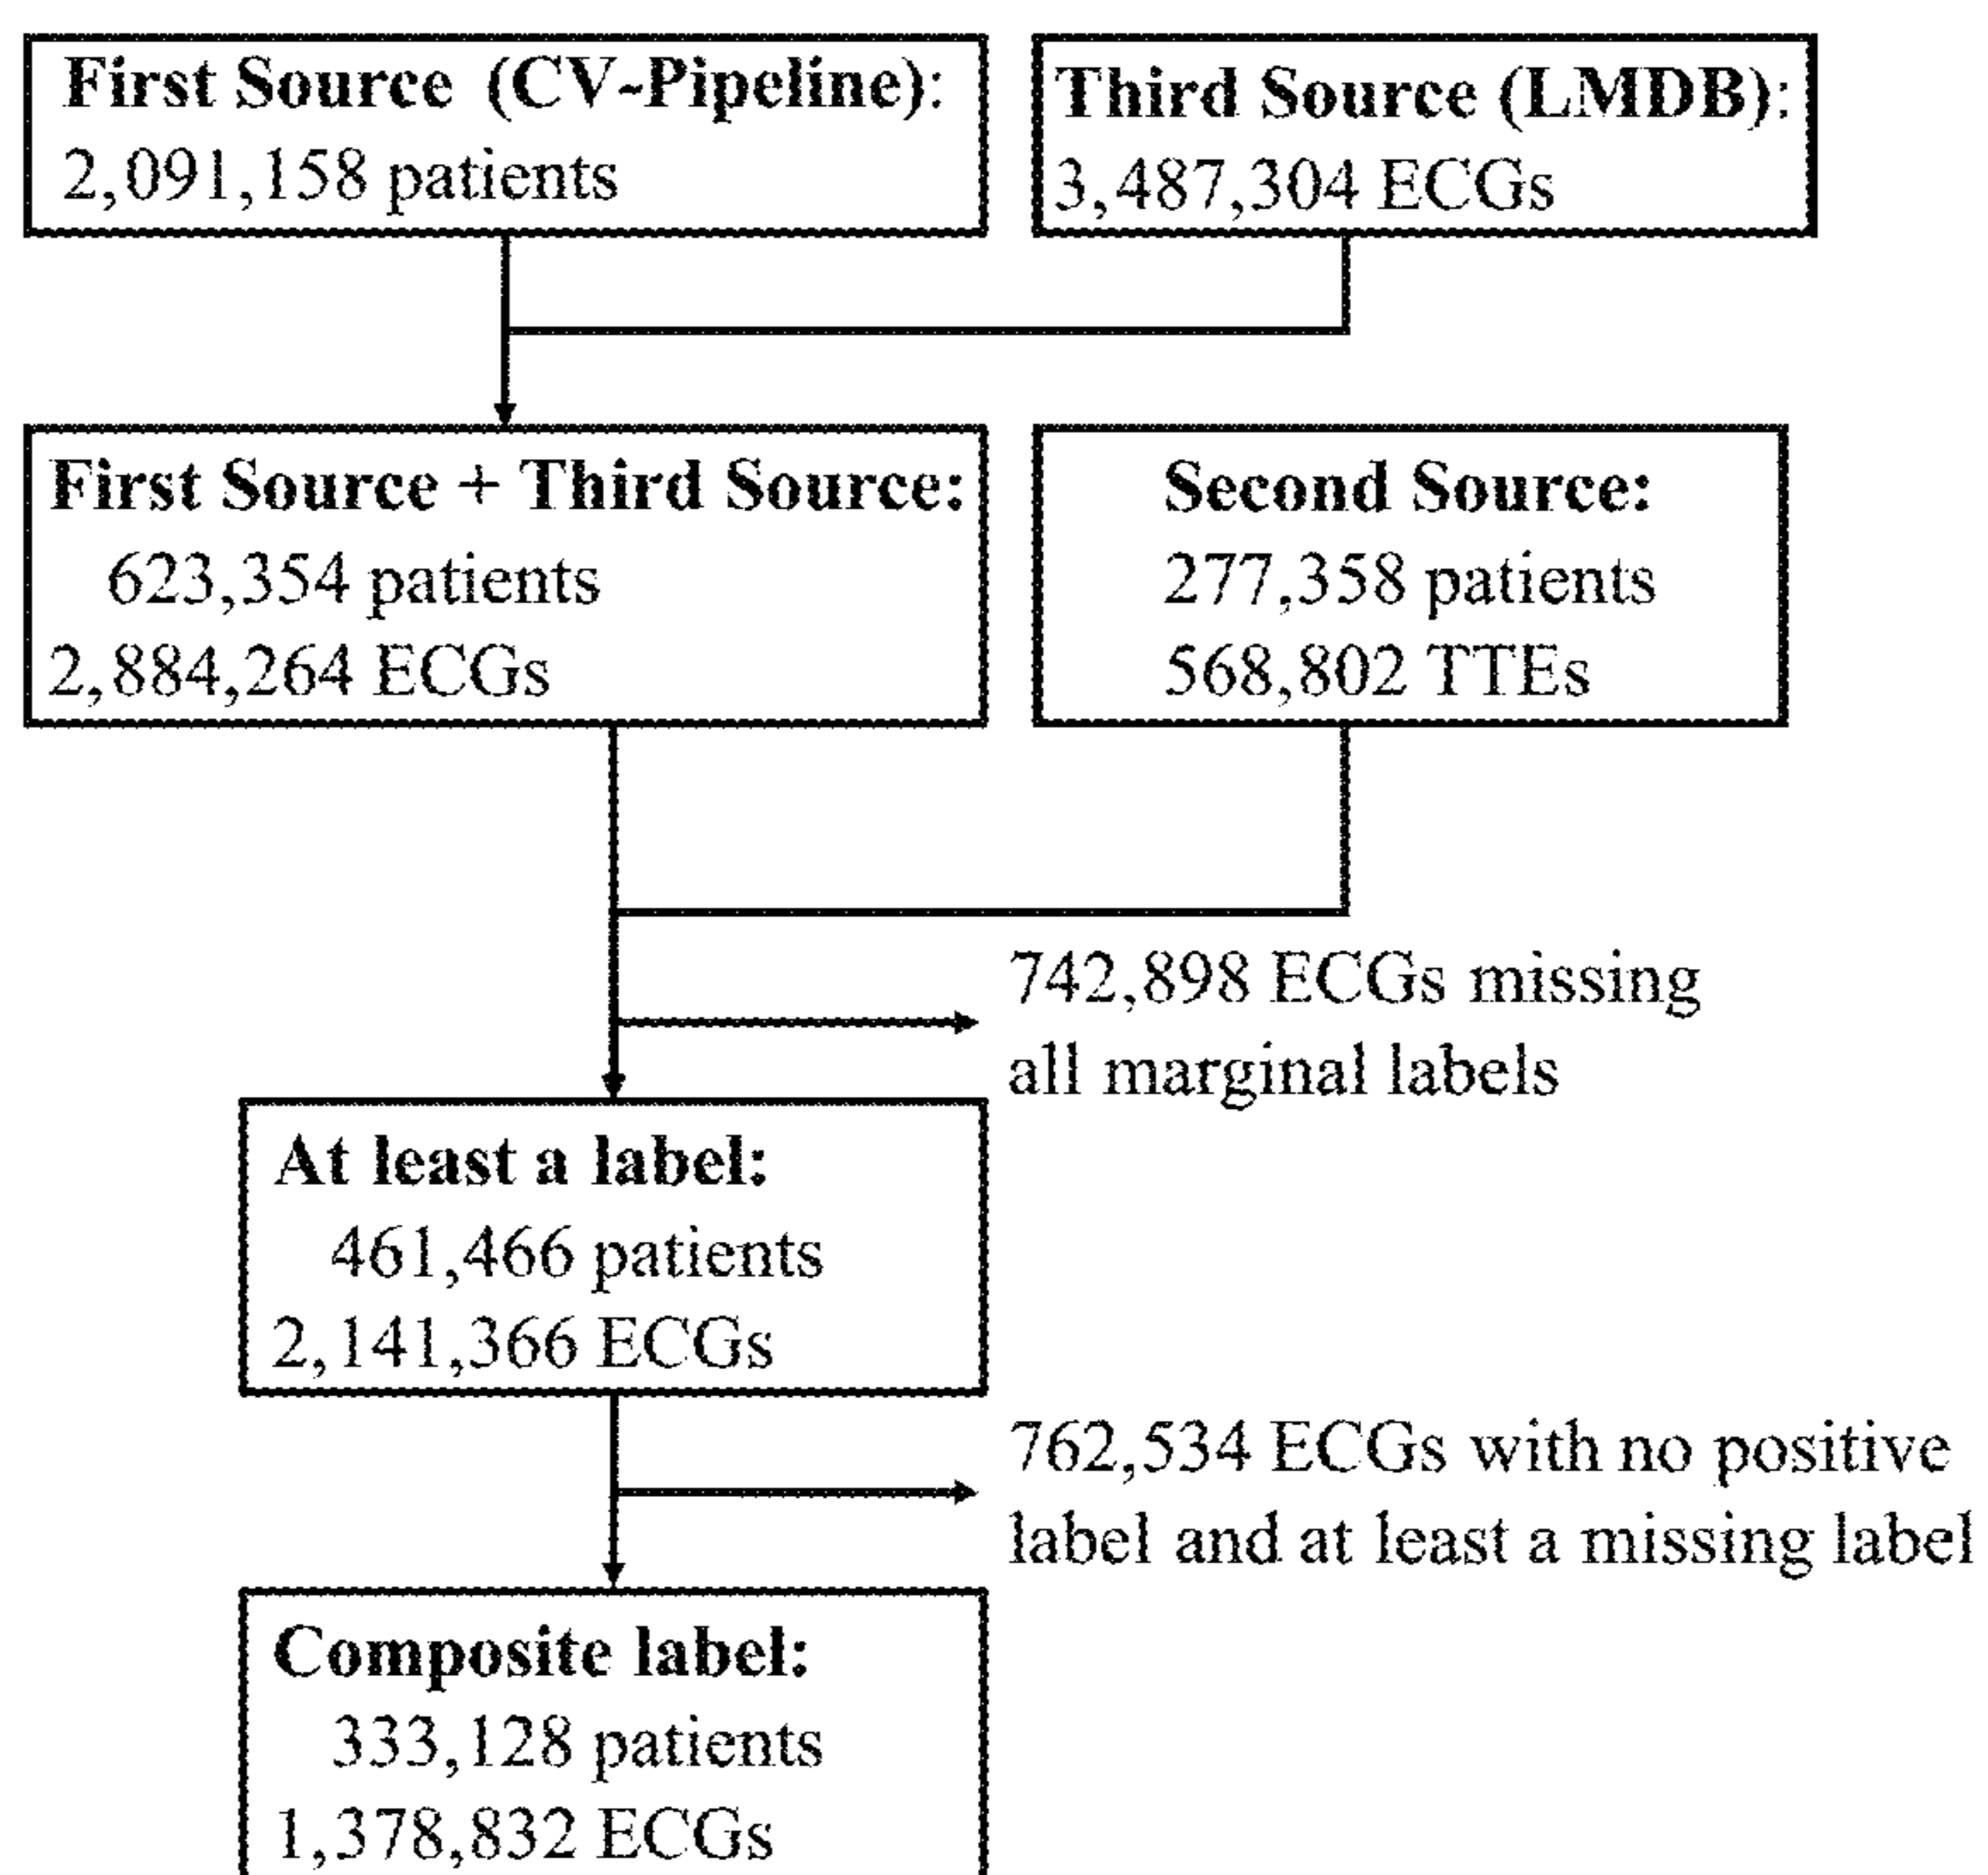 First Source (CV-Pipeline):
2,091,158 patients
Third Source (LMDB):
3,487,304 ECGs
First Source + Third Source:
623,354 patients
2,884,264 ECGs
Second Source:
277,358 patients
568,802 TTEs
742,898 ECGs missing
all marginal labels
At least a label:
461,466 patients
2,141,366 ECGs
762,534 ECGs with no positive
label and at least a missing label
Composite label:
333,128 patients
1,378,832 ECGs